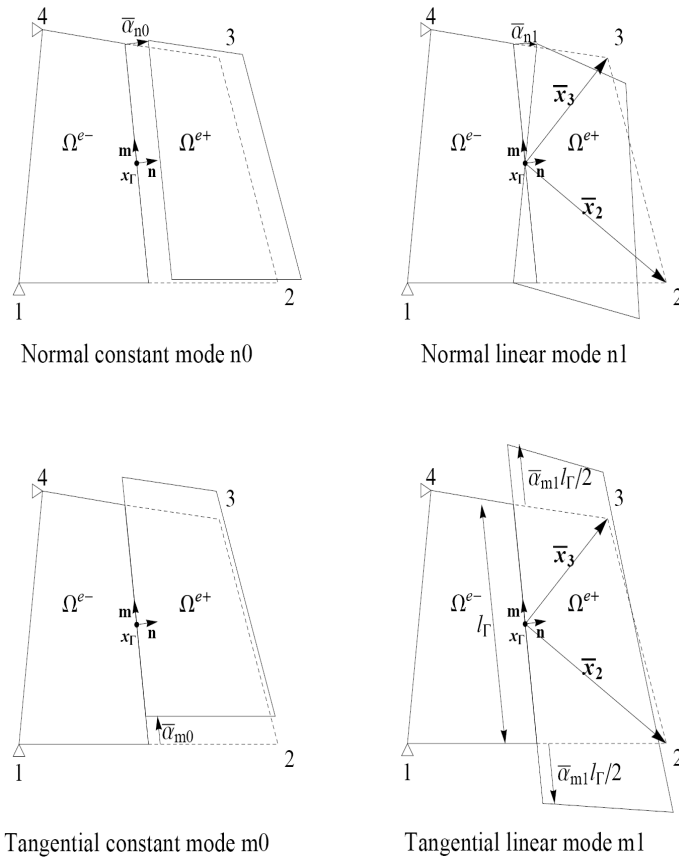 4
ᾱn0
3
Ωe−
Ωe+
m
n
xΓ
1
2
Normal constant mode n0
4
ᾱn1
3
x̄3
Ωe−
Ωe+
m
n
xΓ
x̄2
1
2
Normal linear mode n1
4
3
Ωe−
Ωe+
m
n
xΓ
ᾱm0
1
2
Tangential constant mode m0
4
ᾱm1lΓ/2
3
x̄3
Ωe−
Ωe+
m
lΓ
n
xΓ
x̄2
1
2
ᾱm1lΓ/2
Tangential linear mode m1